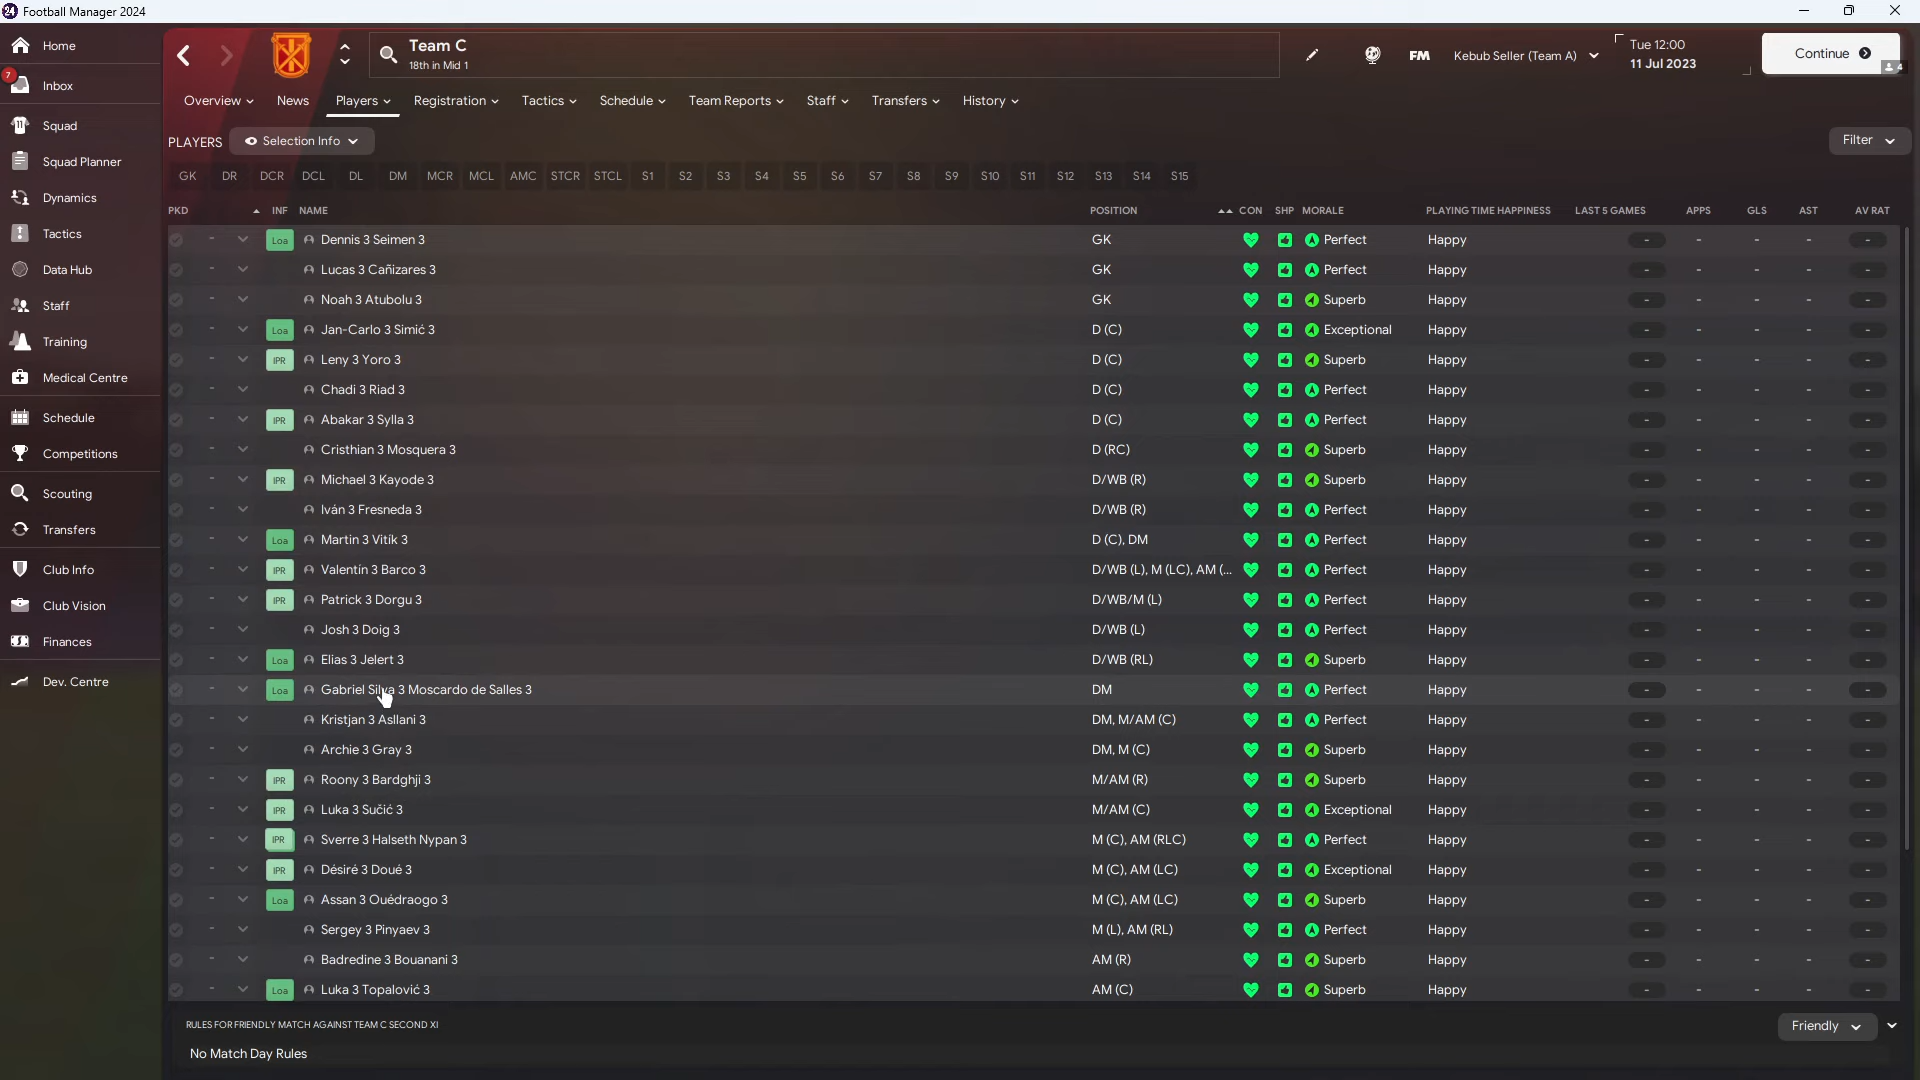 24 Football Manager 2024
Home
7
Inbox
Squad
Squad Planner
Dynamics
Tactics
Data Hub
Staff
Training
Medical Centre
Schedule
Competitions
Scouting
Transfers
Club Info
Club Vision
Finances
Dev. Centre
Team C
18th in Mid 1
FM
Kebub Seller (Team A)
Tue 12:00
11 Jul 2023
Continue
4
Overview News Players Registration Tactics Schedule Team Reports Staff Transfers History
PLAYERS Selection Info Filter
GK DR DCR DCL DL DM MCR MCL AMC STCR STCL S1 S2 S3 S4 S5 S6 S7 S8 S9 S10 S11 S12 S13 S14 S15
PKD INF NAME POSITION CON SHP MORALE PLAYING TIME HAPPINESS LAST 5 GAMES APPS GLS AST AV RAT
- Loa Dennis 3 Seimen 3 GK Perfect Happy - - - - -
- Lucas 3 Cañizares 3 GK Perfect Happy - - - - -
- Noah 3 Atubolu 3 GK Superb Happy - - - - -
- Loa Jan-Carlo 3 Simić 3 D (C) Exceptional Happy - - - - -
- IPR Leny 3 Yoro 3 D (C) Superb Happy - - - - -
- Chadi 3 Riad 3 D (C) Perfect Happy - - - - -
- IPR Abakar 3 Sylla 3 D (C) Perfect Happy - - - - -
- Cristhian 3 Mosquera 3 D (RC) Superb Happy - - - - -
- IPR Michael 3 Kayode 3 D/WB (R) Superb Happy - - - - -
- Iván 3 Fresneda 3 D/WB (R) Perfect Happy - - - - -
- Loa Martin 3 Vitík 3 D (C), DM Perfect Happy - - - - -
- IPR Valentín 3 Barco 3 D/WB (L), M (LC), AM (... Perfect Happy - - - - -
- IPR Patrick 3 Dorgu 3 D/WB/M (L) Perfect Happy - - - - -
- Josh 3 Doig 3 D/WB (L) Perfect Happy - - - - -
- Loa Elias 3 Jelert 3 D/WB (RL) Superb Happy - - - - -
- Loa Gabriel Silva 3 Moscardo de Salles 3 DM Perfect Happy - - - - -
- Kristjan 3 Asllani 3 DM, M/AM (C) Perfect Happy - - - - -
- Archie 3 Gray 3 DM, M (C) Superb Happy - - - - -
- IPR Roony 3 Bardghji 3 M/AM (R) Superb Happy - - - - -
- IPR Luka 3 Sučić 3 M/AM (C) Exceptional Happy - - - - -
- IPR Sverre 3 Halseth Nypan 3 M (C), AM (RLC) Perfect Happy - - - - -
- IPR Désiré 3 Doué 3 M (C), AM (LC) Exceptional Happy - - - - -
- Loa Assan 3 Ouédraogo 3 M (C), AM (LC) Superb Happy - - - - -
- Sergey 3 Pinyaev 3 M (L), AM (RL) Perfect Happy - - - - -
- Badredine 3 Bouanani 3 AM (R) Superb Happy - - - - -
- Loa Luka 3 Topalović 3 AM (C) Superb Happy - - - - -
RULES FOR FRIENDLY MATCH AGAINST TEAM C SECOND XI
Friendly
No Match Day Rules